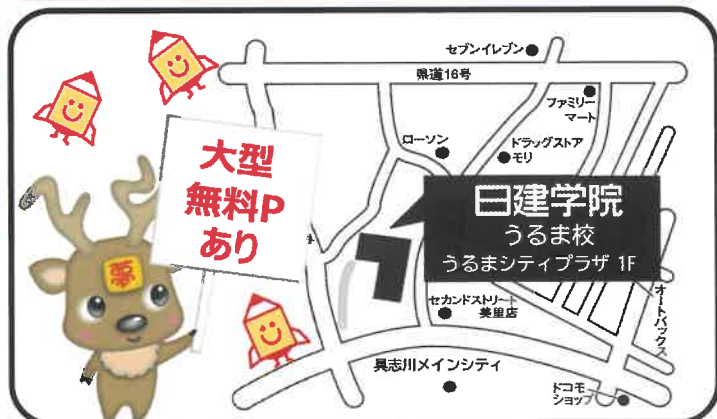 セブンイレブン
県道16号
ファミリー
マート
ローソン
ドラッグストア
モリ
大型
無料P
あり
日建学院
うるま校
うるまシティプラザ 1F
夢
セカンドストリート
美里店
オートバックス
具志川メインシティ
ドコモ
ショップ